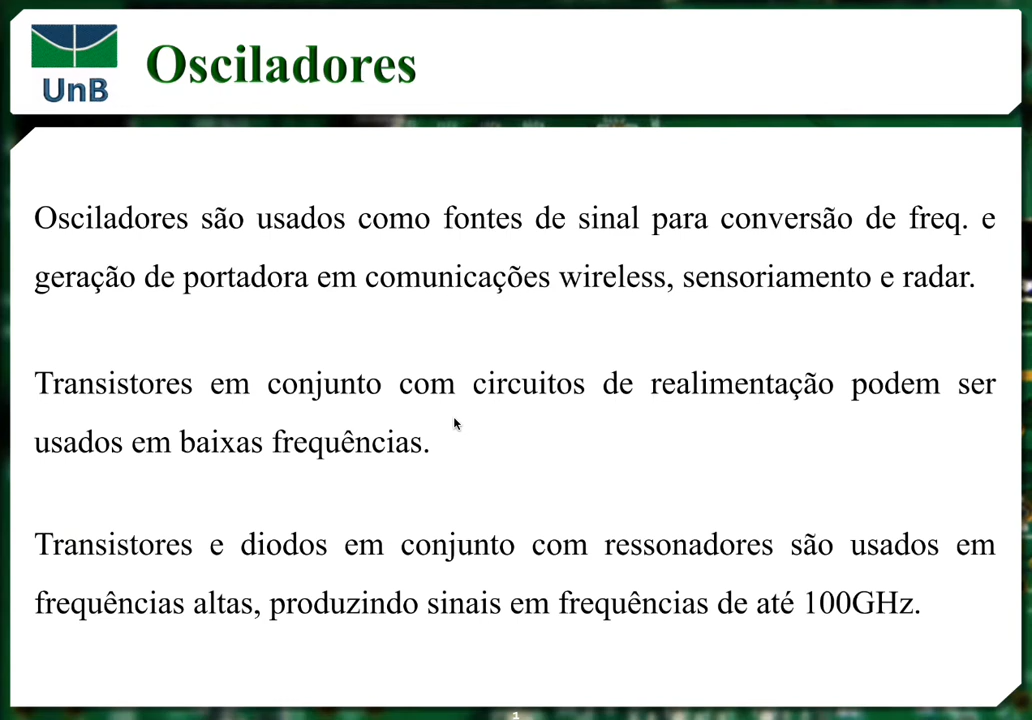 UnB
Osciladores
Osciladores são usados como fontes de sinal para conversão de freq. e
geração de portadora em comunicações wireless, sensoriamento e radar.
Transistores em conjunto com circuitos de realimentação podem ser
usados em baixas frequências.
Transistores e diodos em conjunto com ressonadores são usados em
frequências altas, produzindo sinais em frequências de até 100GHz.
1